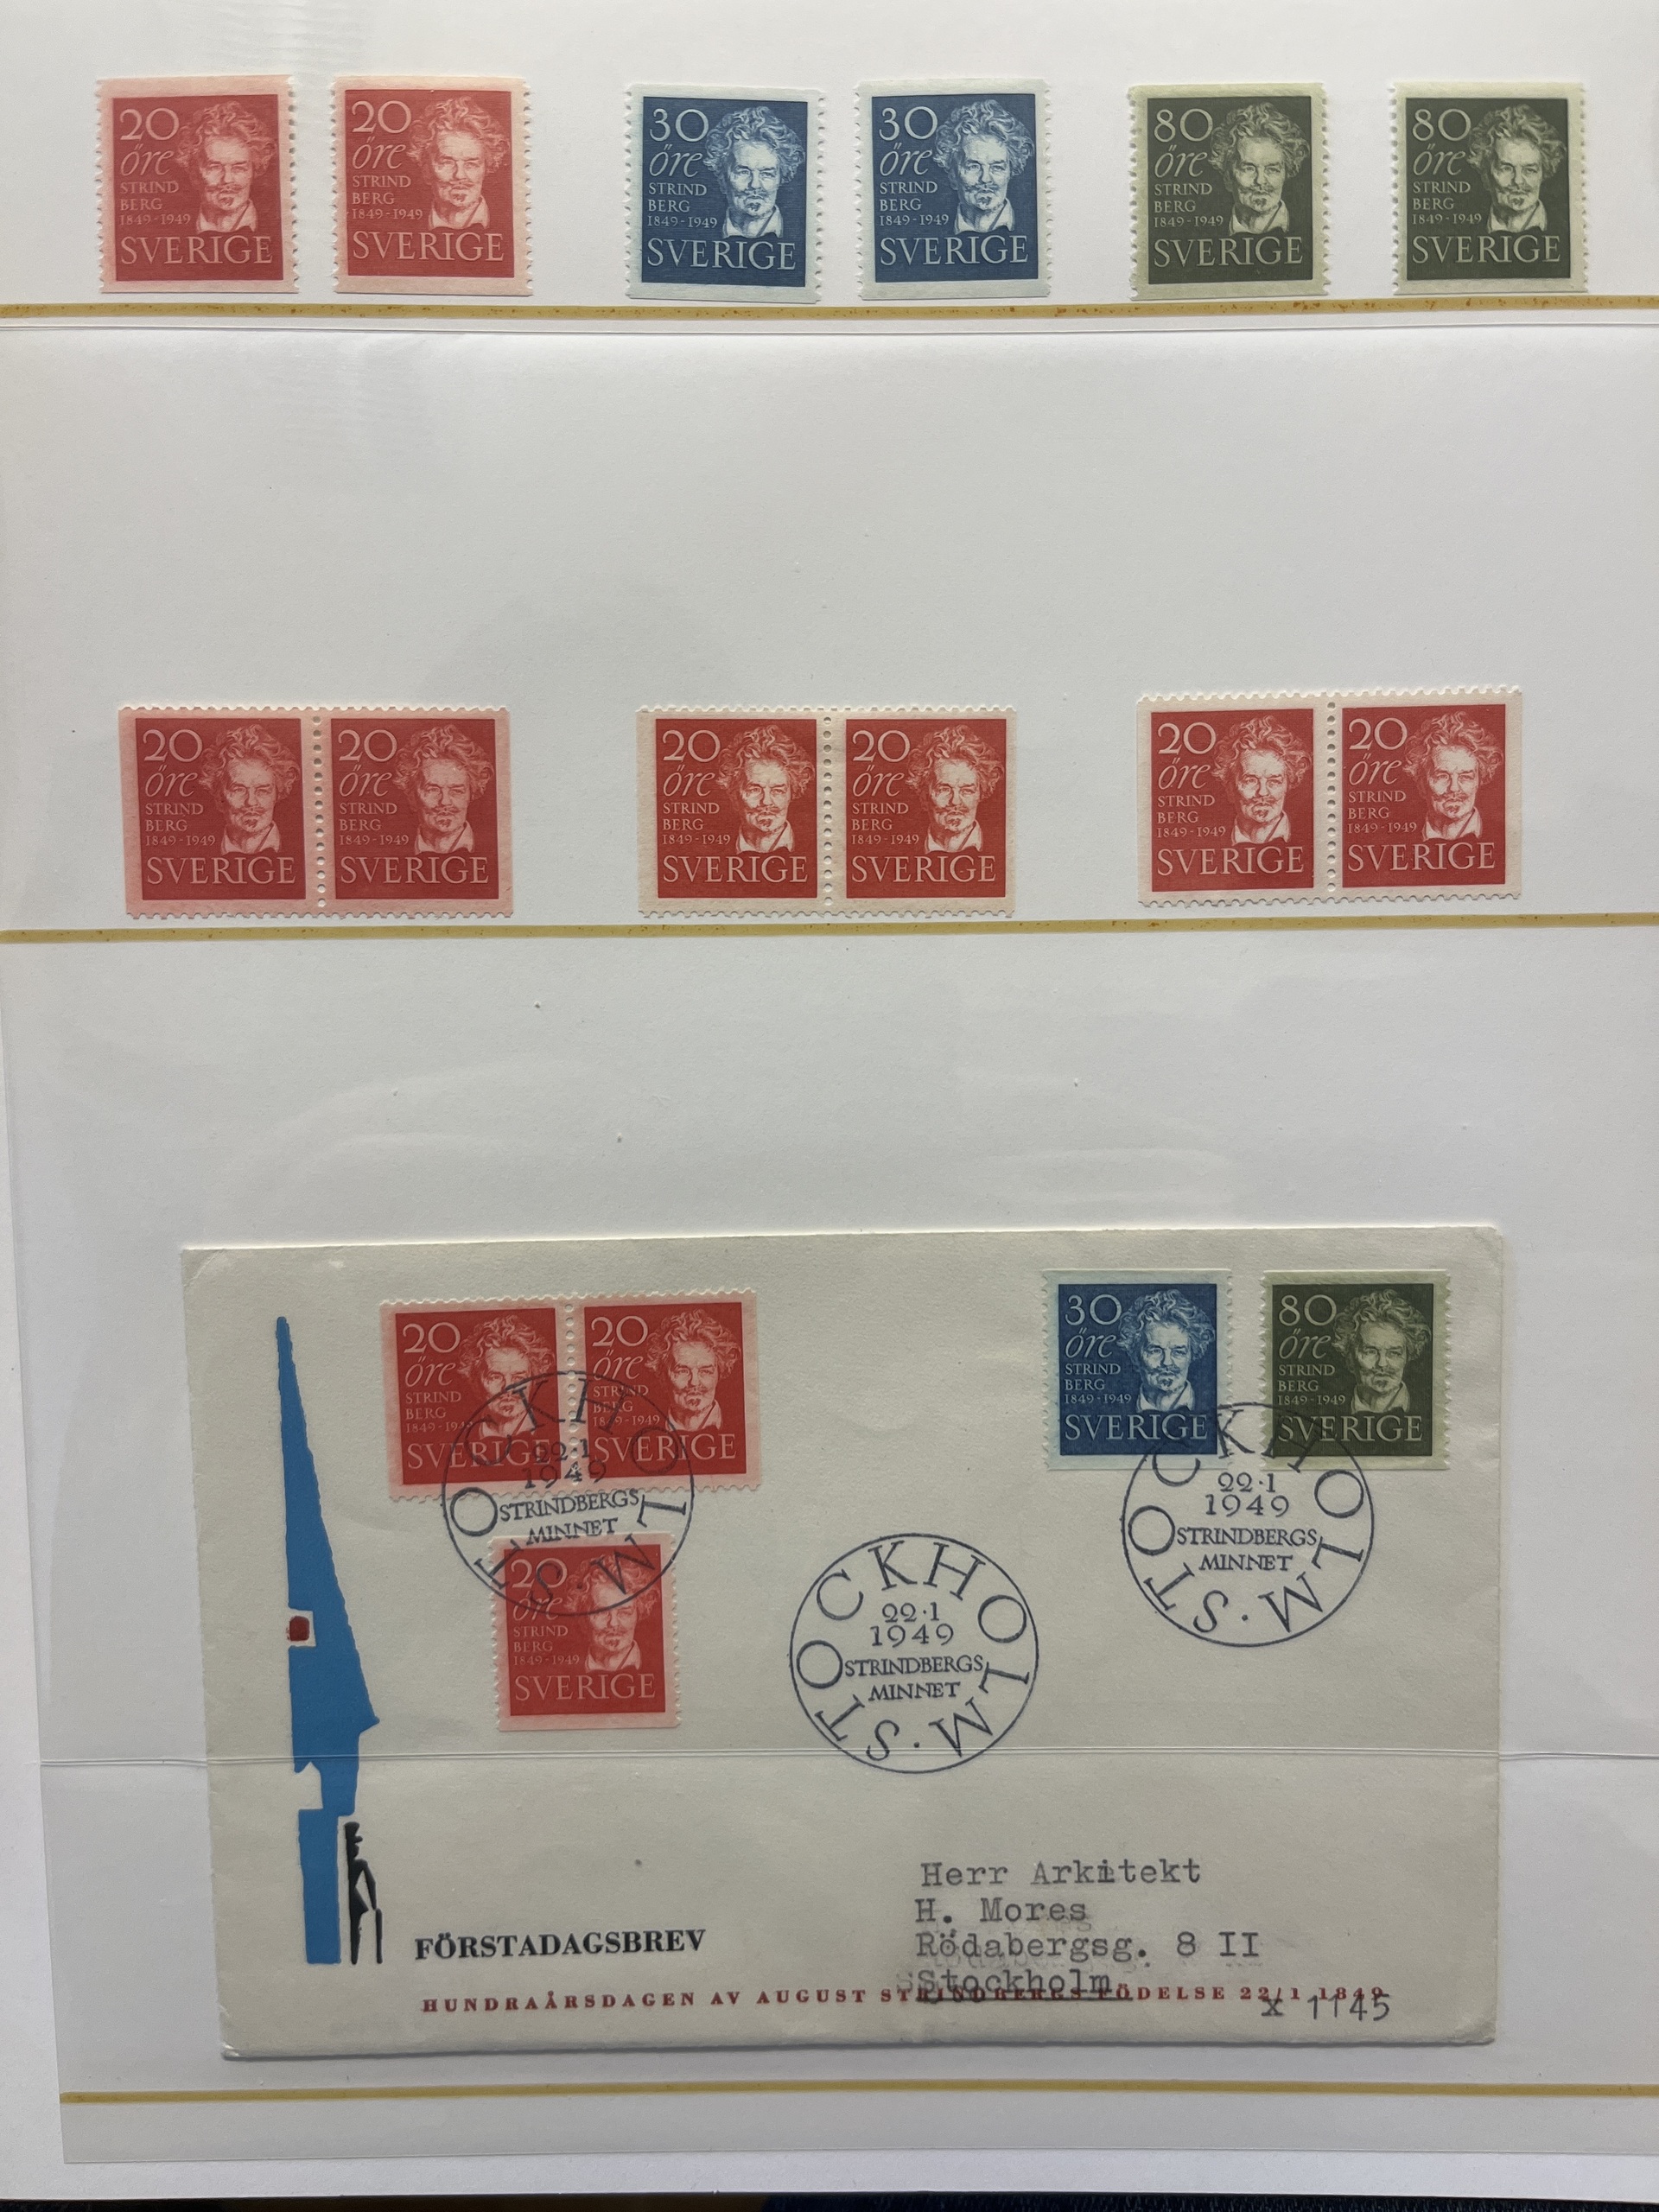 20
öre
STRIND
BERG
1849-1949
SVERIGE
20
öre
STRIND
BERG
1849-1949
SVERIGE
30
öre
STRIND
BERG
1849-1949
SVERIGE
30
öre
STRIND
BERG
1849-1949
SVERIGE
80
öre
STRIND
BERG
1849-1949
SVERIGE
80
öre
STRIND
BERG
1849-1949
SVERIGE
20
öre
STRIND
BERG
1849-1949
SVERIGE
20
öre
STRIND
BERG
1849-1949
SVERIGE
20
öre
STRIND
BERG
1849-1949
SVERIGE
20
öre
STRIND
BERG
1849-1949
SVERIGE
20
öre
STRIND
BERG
1849-1949
SVERIGE
20
öre
STRIND
BERG
1849-1949
SVERIGE
20
öre
STRIND
BERG
1849-19
SVERIGE
20
öre
STRIND
BERG
1849-1949
SVERIGE
30
öre
STRIND
BERG
1849-1949
SVERIGE
80
öre
STRIND
BERG
1849-1949
SVERIGE
STOCKHOLM·
22·1
1949
STRINDBERGS
MINNET
20
öre
STRIND
BERG
1849-1949
SVERIGE
STOCKHOLM·
22·1
1949
STRINDBERGS
MINNET
STOCKHOLM·
22·1
1949
STRINDBERGS
MINNET
Herr Arkitekt
H. Mores
Rödabergsg. 8 II
Stockholm
FÖRSTADAGSBREV
HUNDRAÅRSDAGEN AV AUGUST STRINDBERGS FÖDELSE 22/1 1849
x 1145